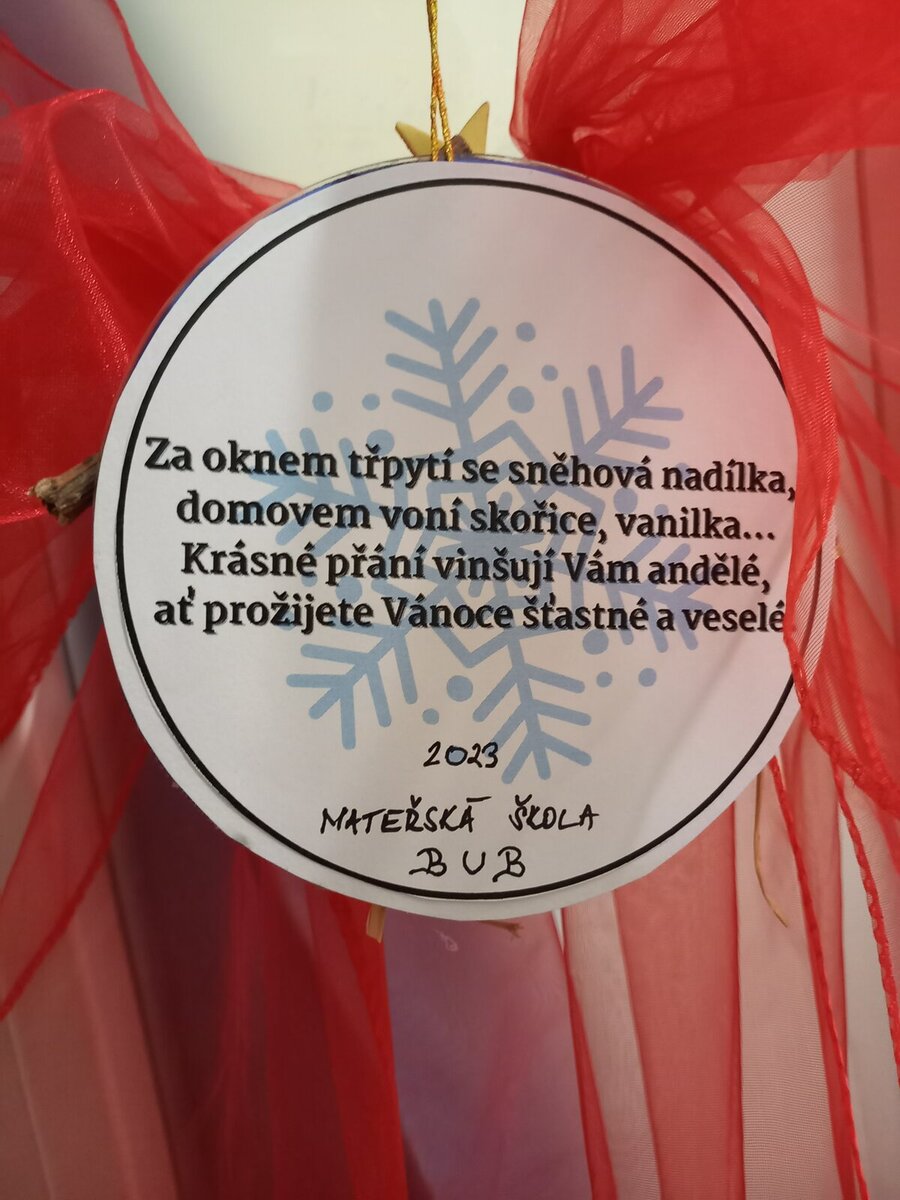 Za oknem třpytí se sněhová nadílka,
domovem voní skořice, vanilka...
Krásné přání vinšují Vám andělé,
ať prožijete Vánoce šťastné a veselé
2023
MATEŘSKÁ ŠKOLA
BUB